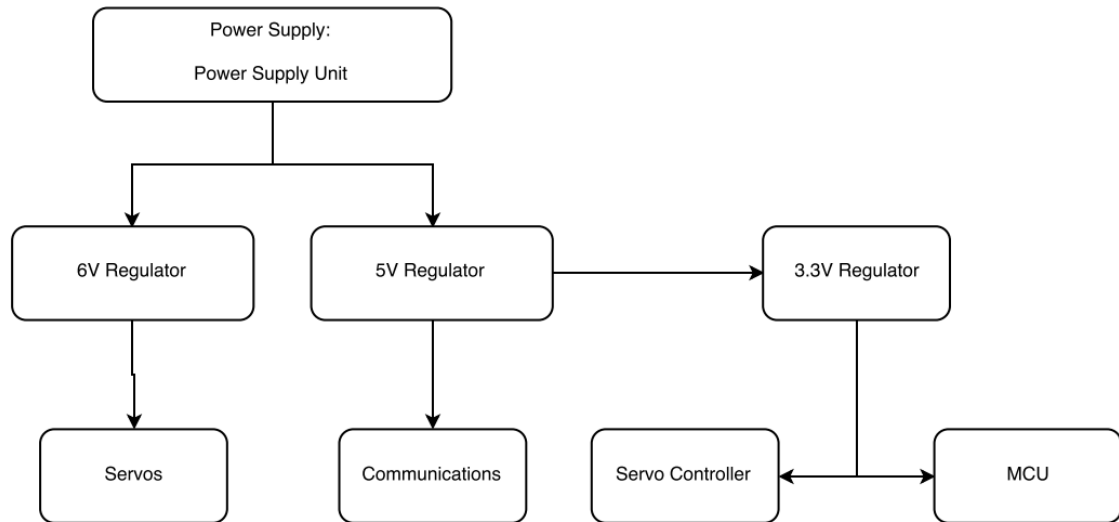 Power Supply:
Power Supply Unit
6V Regulator
5V Regulator
3.3V Regulator
Servos
Communications
Servo Controller
MCU